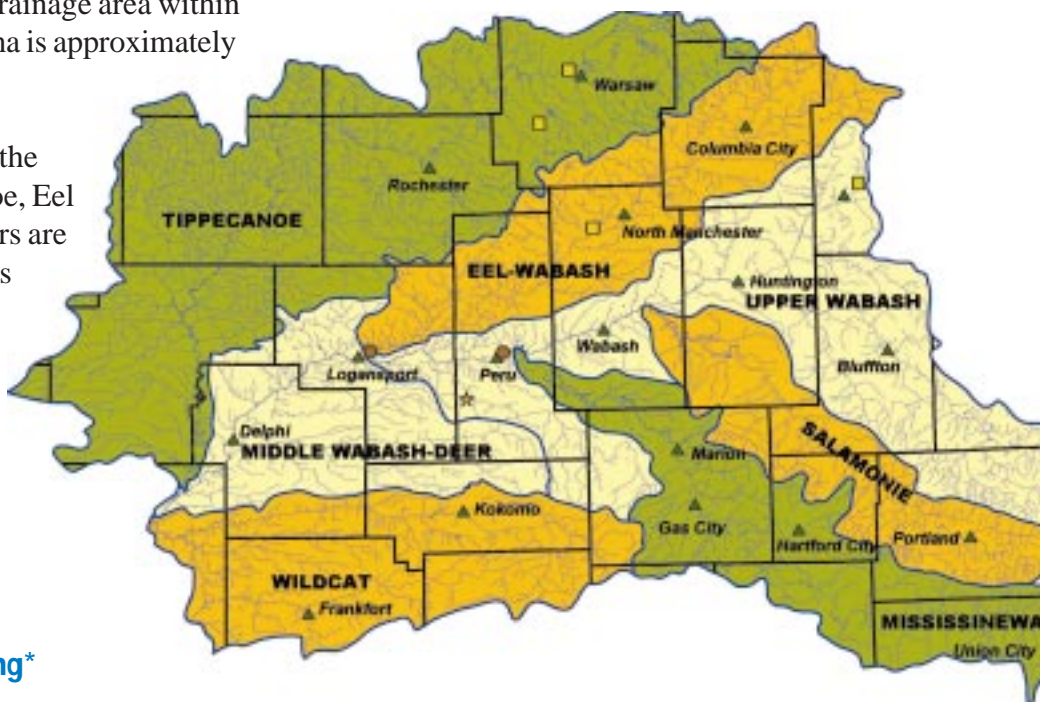 rainage area within
na is approximately
the
oe, Eel
rs are
s
ng*
Warsaw
Columbia City
Rochester
TIPPECANOE
North Manchester
EEL-WABASH
Huntington
UPPER WABASH
Wabash
Logansport
Peru
Bluffton
Delphi
MIDDLE WABASH-DEER
Marion
SALAMONIE
Kokomo
Gas City
Hartford City
Portland
WILDCAT
Frankfort
MISSISSINEWA
Union City